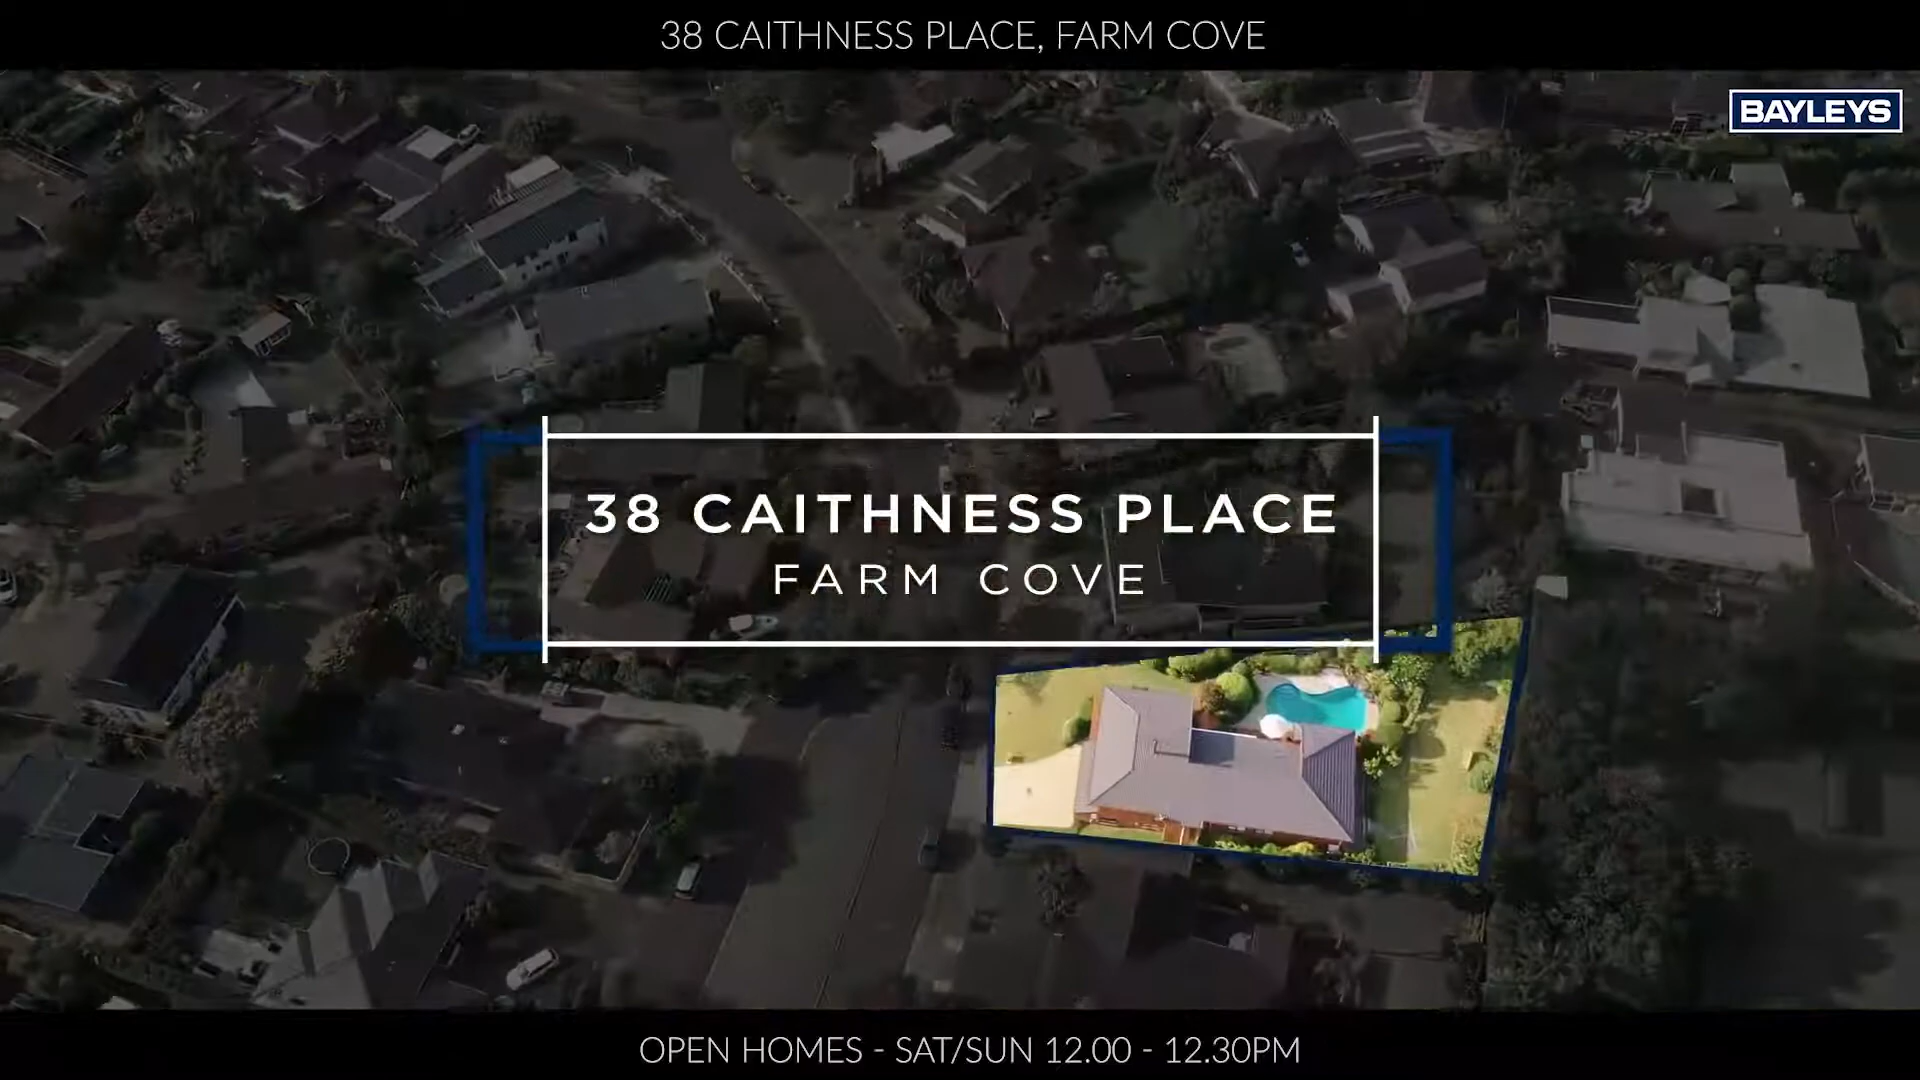 38 CAITHNESS PLACE, FARM COVE
BAYLEYS
38 CAITHNESS PLACE
FARM COVE
OPEN HOMES - SAT/SUN 12.00 - 12.30PM